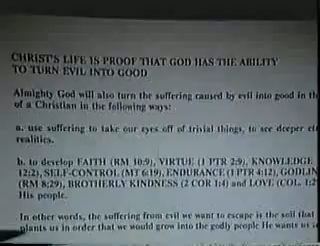 CHRIST'S LIFE IS PROOF THAT GOD HAS THE ABILITY
TO TURN EVIL INTO GOOD
Almighty God will also turn the suffering caused by evil into good in th
of a Christian in the following ways:
a. use suffering to take our eyes off of trivial things, to see deeper ete
realities.
b. to develop FAITH (RM 10:9), VIRTUE (1 PTR 2:9), KNOWLEDGE
12:2), SELF-CONTROL (MT 6:19), ENDURANCE (1 PTR 4:12), GODLIN
(RM 8:29), BROTHERLY KINDNESS (2 COR 1:4) and LOVE (COL. 1:2
His people.
In other words, the suffering from evil we want to escape is the soil that
plants us in order that we would grow into the godly people He wants us